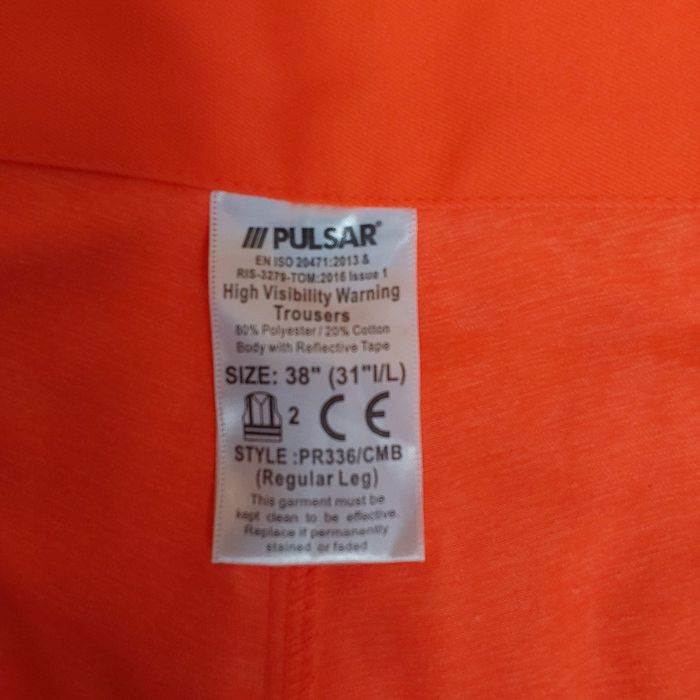 PULSAR®
EN ISO 20471:2013 &
RIS-3279-TOM:2016 Issue 1
High Visibility Warning
Trousers
80% Polyester / 20% Cotton
Body with Reflective Tape
SIZE: 38" (31"I/L)
2 CE
STYLE :PR336/CMB
(Regular Leg)
This garment must be
kept clean to be effective.
Replace if permanently
stained or faded